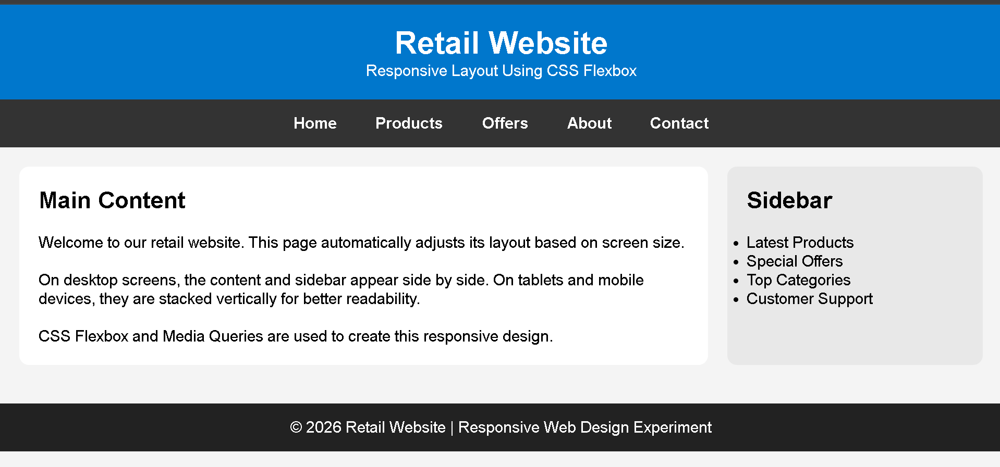 Retail Website
Responsive Layout Using CSS Flexbox
Home Products Offers About Contact
Main Content
Welcome to our retail website. This page automatically adjusts its layout based on screen size.
On desktop screens, the content and sidebar appear side by side. On tablets and mobile
devices, they are stacked vertically for better readability.
CSS Flexbox and Media Queries are used to create this responsive design.
Sidebar
• Latest Products
• Special Offers
• Top Categories
• Customer Support
© 2026 Retail Website | Responsive Web Design Experiment